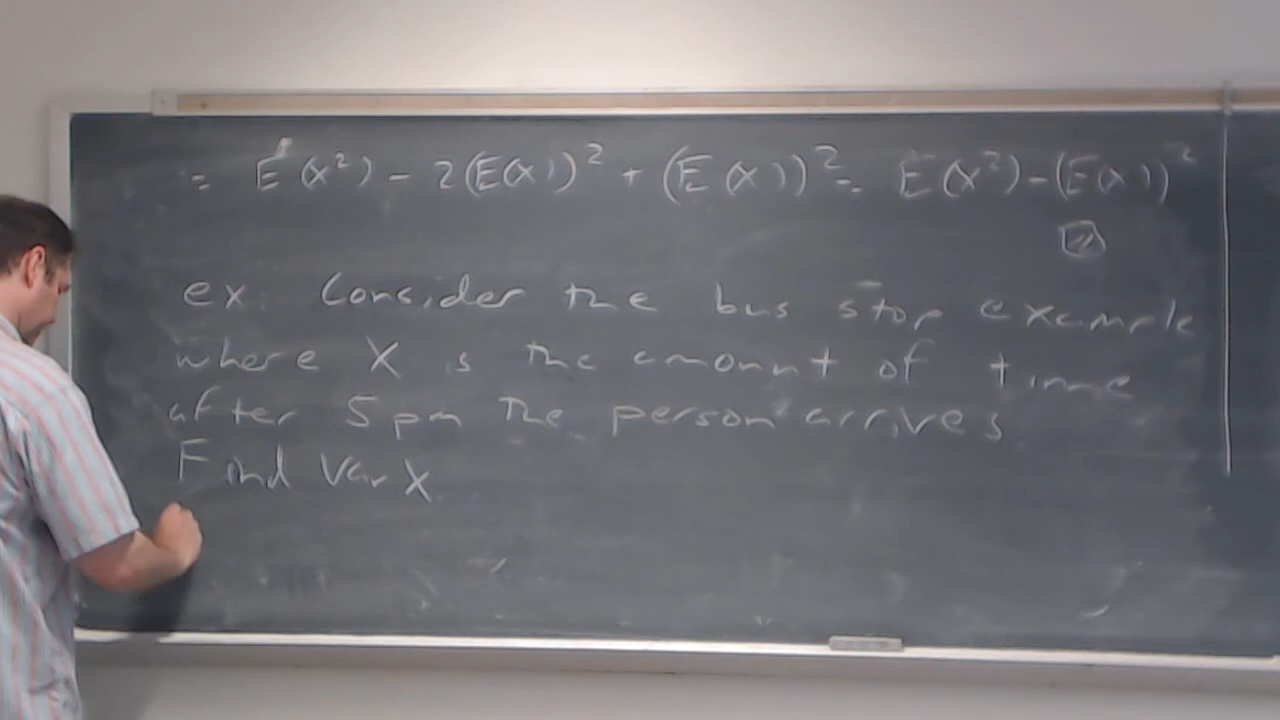 = E(X²) - 2(E(X))² + (E(X))² = E(X²) - (E(X))²
ex. Consider the bus stop example
where X is the amount of time
after 5pm the person arrives
Find Var X.